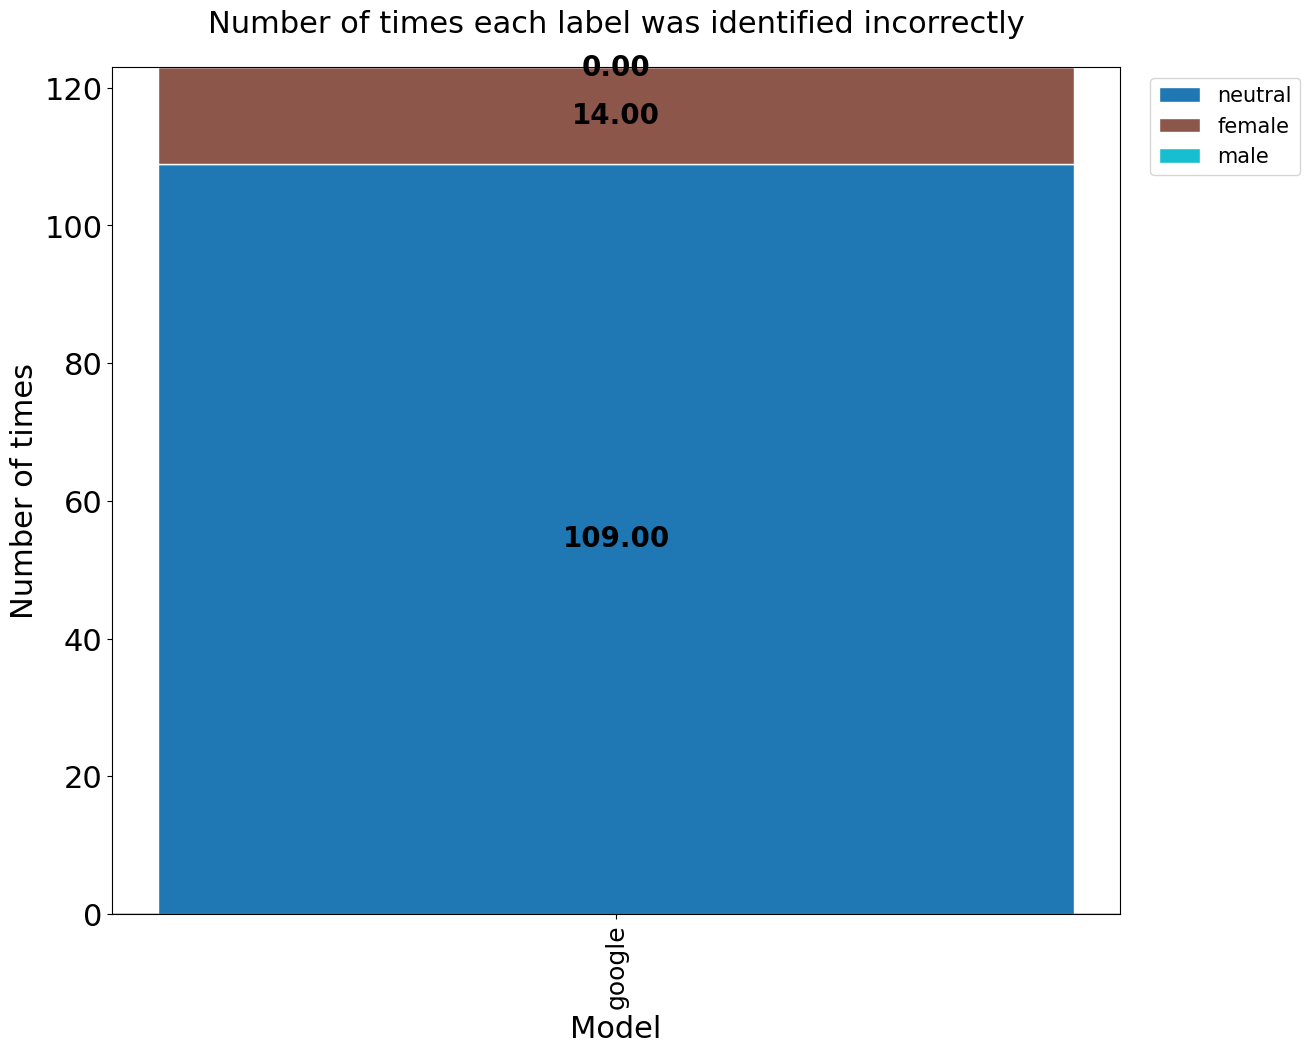 Number of times each label was identified incorrectly
0.00
14.00
109.00
120
100
80
60
40
20
0
Number of times
google
Model
neutral
female
male